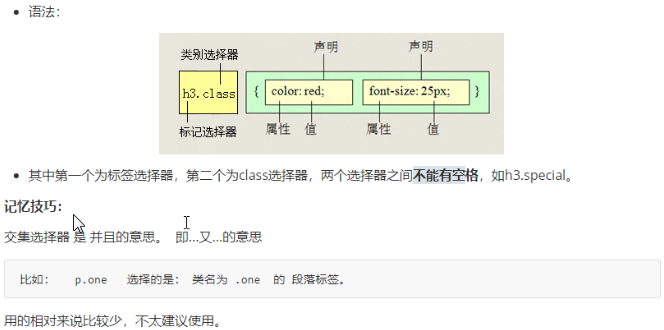 语法：
声明 声明
类别选择器
h3.class { color: red; font-size: 25px; }
标记选择器 属性 值 属性 值
其中第一个为标签选择器，第二个为class选择器，两个选择器之间不能有空格，如h3.special。
记忆技巧：
交集选择器 是 并且的意思。 即...又...的意思
比如： p.one 选择的是： 类名为 .one 的 段落标签。
用的相对来说比较少，不太建议使用。